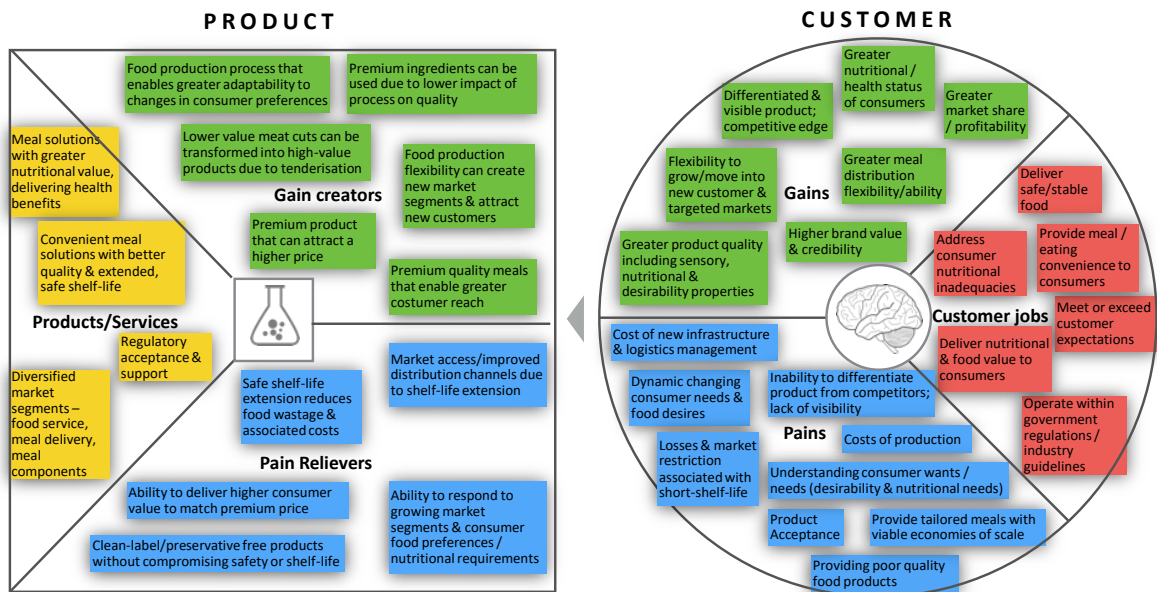 PRODUCT
Food production process that
enables greater adaptability to
changes in consumer preferences
Premium ingredients can be
used due to lower impact of
process on quality
Lower value meat cuts can be
transformed into high-value
products due to tenderisation
Food production
flexibility can create
new market
segments & attract
new customers
Gain creators
Premium product
that can attract a
higher price
Premium quality meals
that enable greater
costumer reach
Meal solutions
with greater
nutritional value,
delivering health
benefits
Convenient meal
solutions with better
quality & extended,
safe shelf-life
Products/Services
Regulatory
acceptance &
support
Diversified
market
segments –
food service,
meal delivery,
meal
components
Market access/improved
distribution channels due
to shelf-life extension
Safe shelf-life
extension reduces
food wastage &
associated costs
Pain Relievers
Ability to deliver higher consumer
value to match premium price
Ability to respond to
growing market
segments & consumer
food preferences /
nutritional requirements
Clean-label/preservative free products
without compromising safety or shelf-life
CUSTOMER
Greater
nutritional /
health status
of consumers
Differentiated &
visible product;
competitive edge
Greater
market share
/ profitability
Flexibility to
grow/move into
new customer &
targeted markets
Gains
Greater meal
distribution
flexibility/ability
Greater product quality
including sensory,
nutritional &
desirability properties
Higher brand value
& credibility
Deliver
safe/stable
food
Address
consumer
nutritional
inadequacies
Provide meal /
eating
convenience to
consumers
Customer jobs
Meet or exceed
customer
expectations
Deliver nutritional
& food value to
consumers
Operate within
government
regulations /
industry
guidelines
Cost of new infrastructure
& logistics management
Dynamic changing
consumer needs &
food desires
Inability to differentiate
product from competitors;
lack of visibility
Pains
Costs of production
Losses & market
restriction
associated with
short-shelf-life
Understanding consumer wants /
needs (desirability & nutritional needs)
Product
Acceptance
Provide tailored meals with
viable economies of scale
Providing poor quality
food products